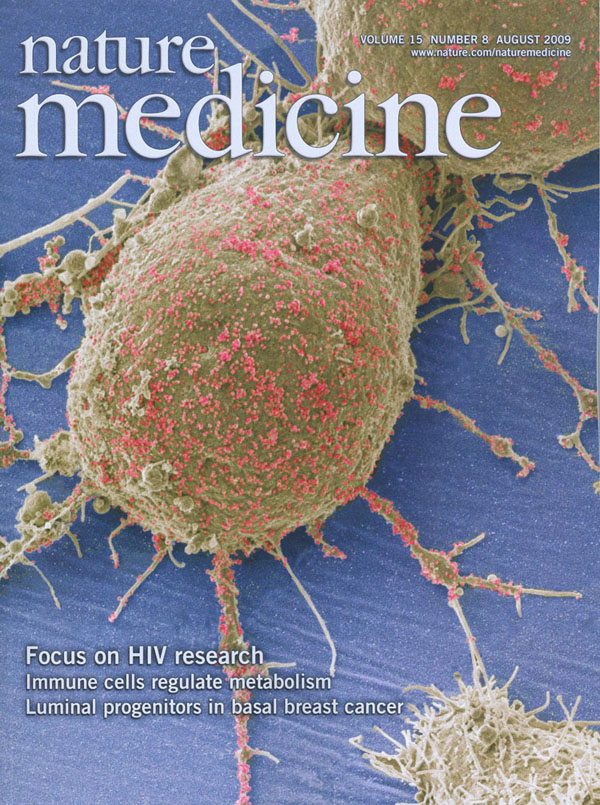 nature
medicine
VOLUME 15 NUMBER 8 AUGUST 2009
www.nature.com/naturemedicine
Focus on HIV research
Immune cells regulate metabolism
Luminal progenitors in basal breast cancer